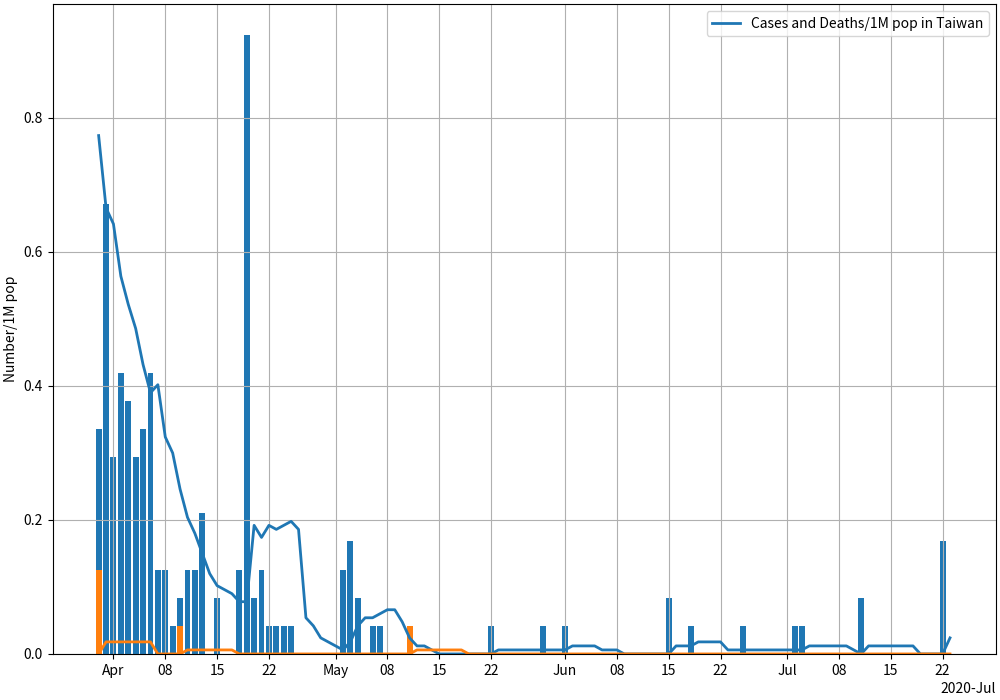 Cases and Deaths/1M pop in Taiwan
Number/1M pop
0.8
0.6
0.4
0.2
0.0
Apr 08 15 22 May 08 15 22 Jun 08 15 22 Jul 08 15 22
2020-Jul